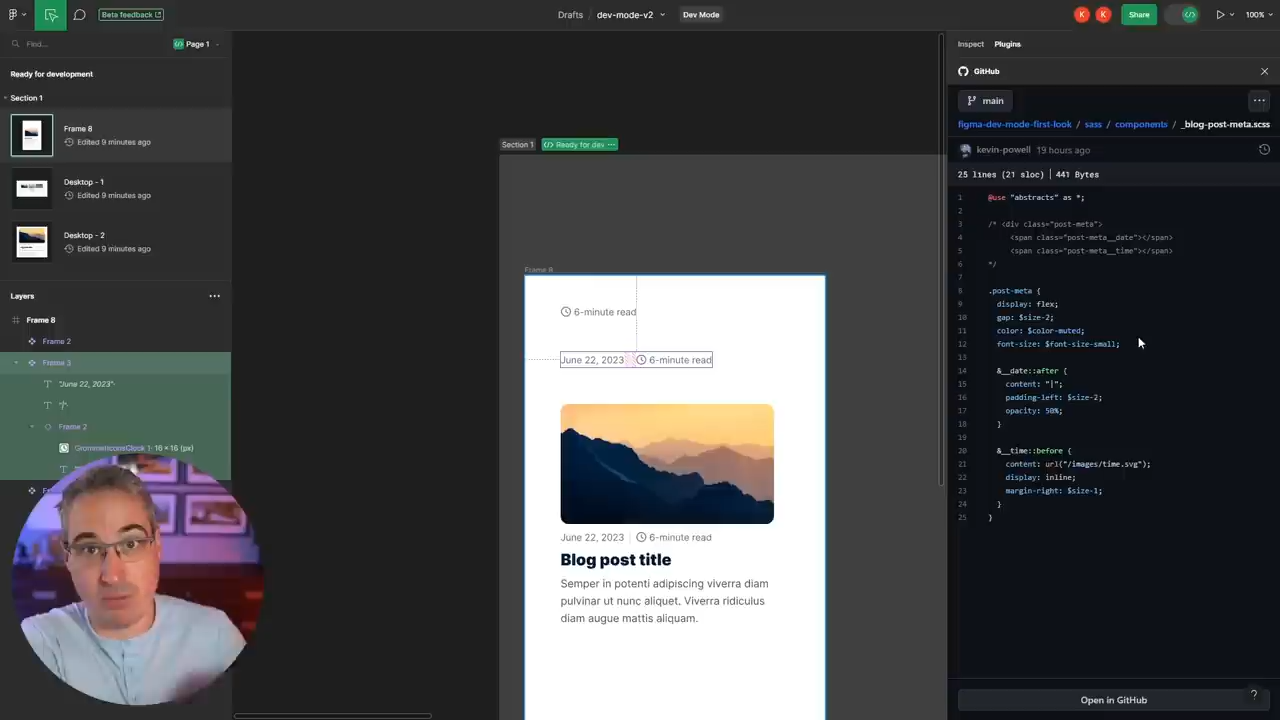 Beta feedback
Drafts / dev-mode-v2
Dev Mode
K K
Share
100%
Find...
Page 1
Ready for development
Section 1
Frame 8
Edited 9 minutes ago
Desktop - 1
Edited 9 minutes ago
Desktop - 2
Edited 9 minutes ago
Layers
Frame 8
Frame 2
Frame 3
"June 22, 2023"
Frame 2
16 × 16 (px)
Section 1
Ready for dev
Frame 8
6-minute read
June 22, 2023
6-minute read
June 22, 2023
6-minute read
Blog post title
Semper in potenti adipiscing viverra diam
pulvinar ut nunc aliquet. Viverra ridiculus
diam augue mattis aliquam.
Inspect Plugins
GitHub
main
figma-dev-mode-first-look / sass / components / _blog-post-meta.scss
kevin-powell 19 hours ago
25 lines (21 sloc) | 441 Bytes
1 @use "abstracts" as *;
2
3 /* <div class="post-meta">
4 <span class="post-meta__date"></span>
5 <span class="post-meta__time"></span>
6 */
7
8 .post-meta {
9 display: flex;
10 gap: $size-2;
11 color: $color-muted;
12 font-size: $font-size-small;
13
14 &__date::after {
15 content: "|";
16 padding-left: $size-2;
17 opacity: 50%;
18 }
19
20 &__time::before {
21 content: url("/images/time.svg");
22 display: inline;
23 margin-right: $size-1;
24 }
25 }
Open in GitHub
?